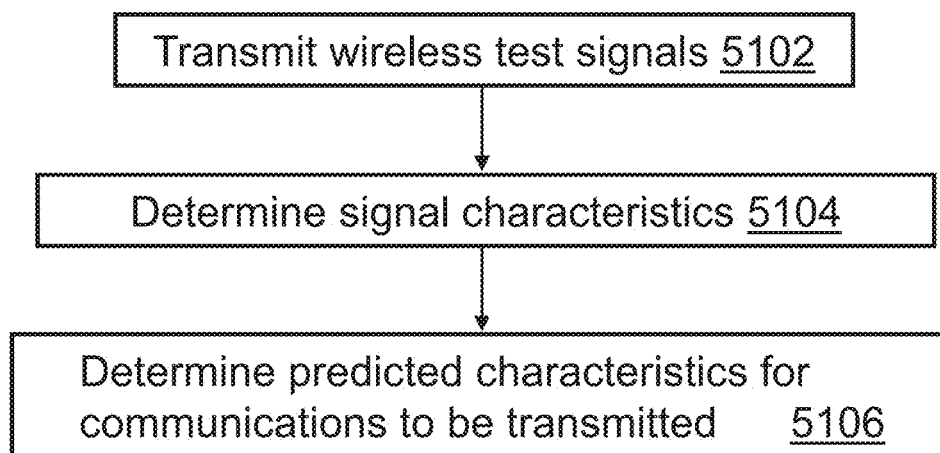 Transmit wireless test signals 5102
Determine signal characteristics 5104
Determine predicted characteristics for
communications to be transmitted 5106